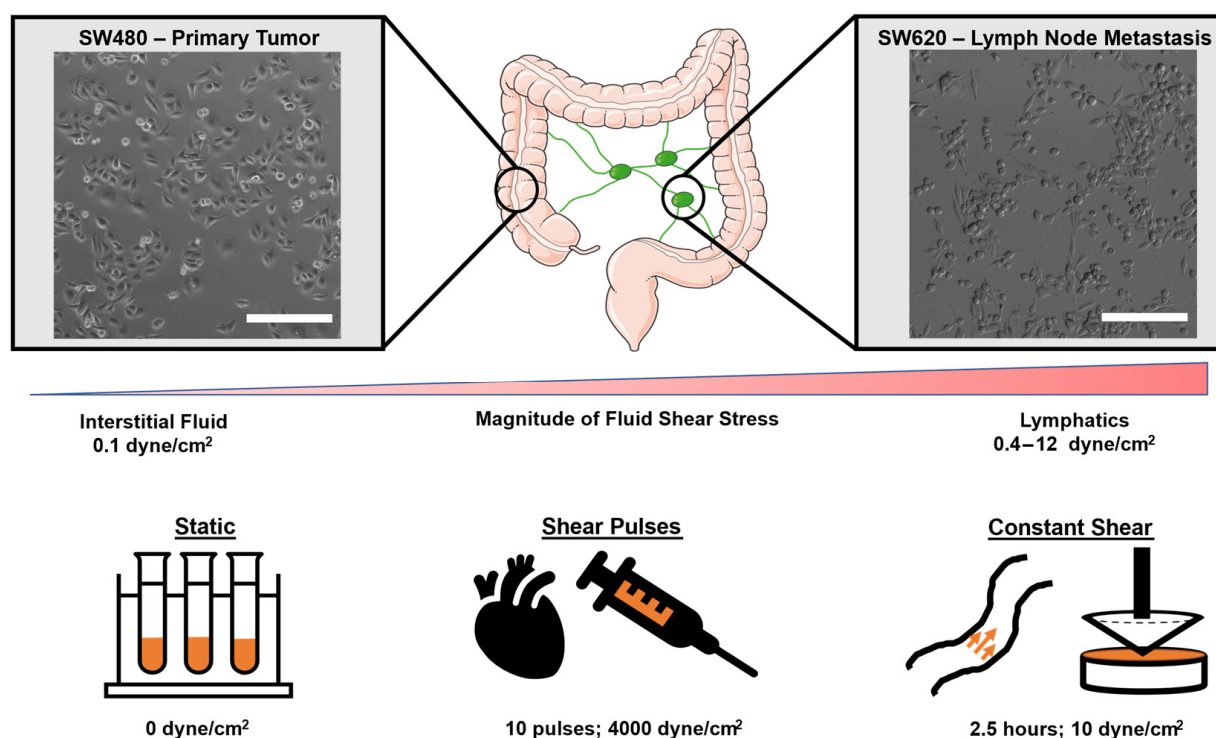 SW480 – Primary Tumor
SW620 – Lymph Node Metastasis
Interstitial Fluid
0.1 dyne/cm²
Magnitude of Fluid Shear Stress
Lymphatics
0.4–12 dyne/cm²
Static
Shear Pulses
Constant Shear
0 dyne/cm²
10 pulses; 4000 dyne/cm²
2.5 hours; 10 dyne/cm²